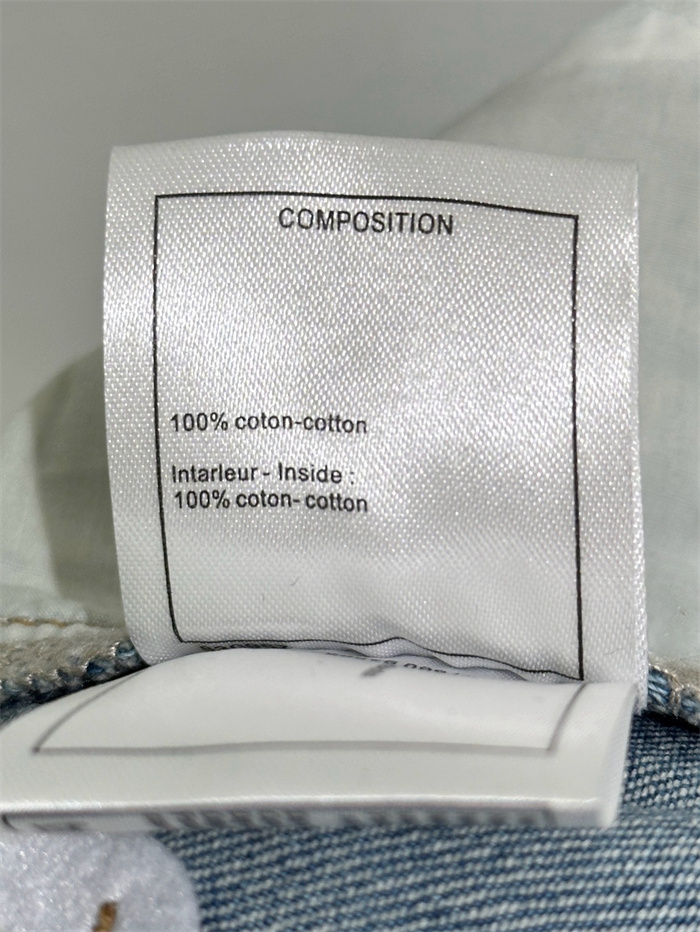 COMPOSITION
100% coton-cotton
Intarleur - Inside :
100% coton-cotton